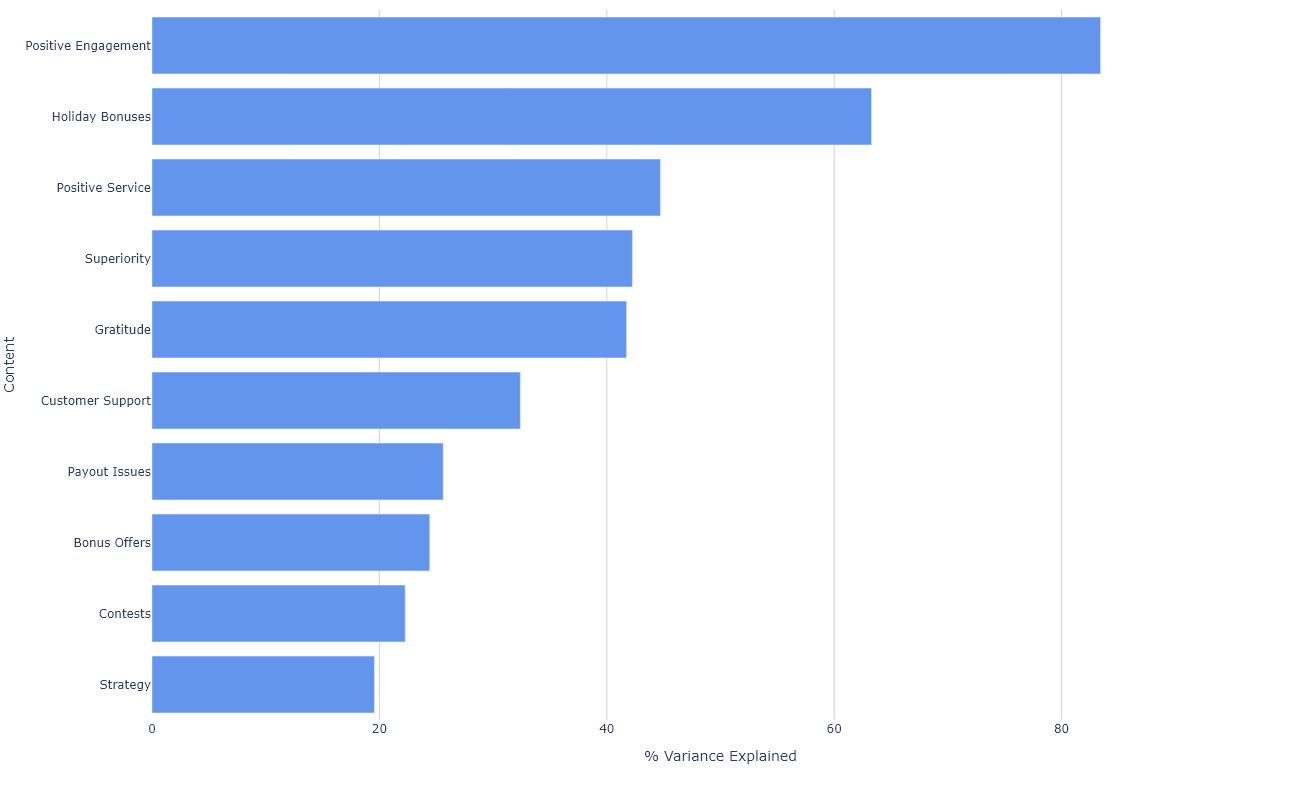 Positive Engagement
Holiday Bonuses
Positive Service
Superiority
Gratitude
Content
Customer Support
Payout Issues
Bonus Offers
Contests
Strategy
0 20 40 60 80
% Variance Explained